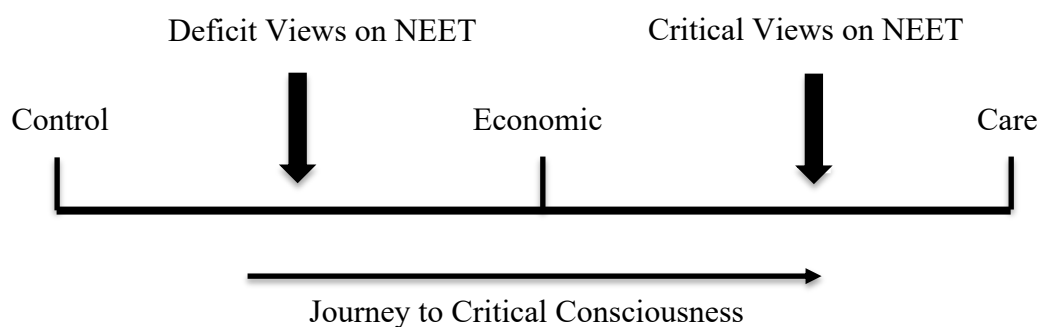 Deficit Views on NEET
Critical Views on NEET
Control
Economic
Care
Journey to Critical Consciousness